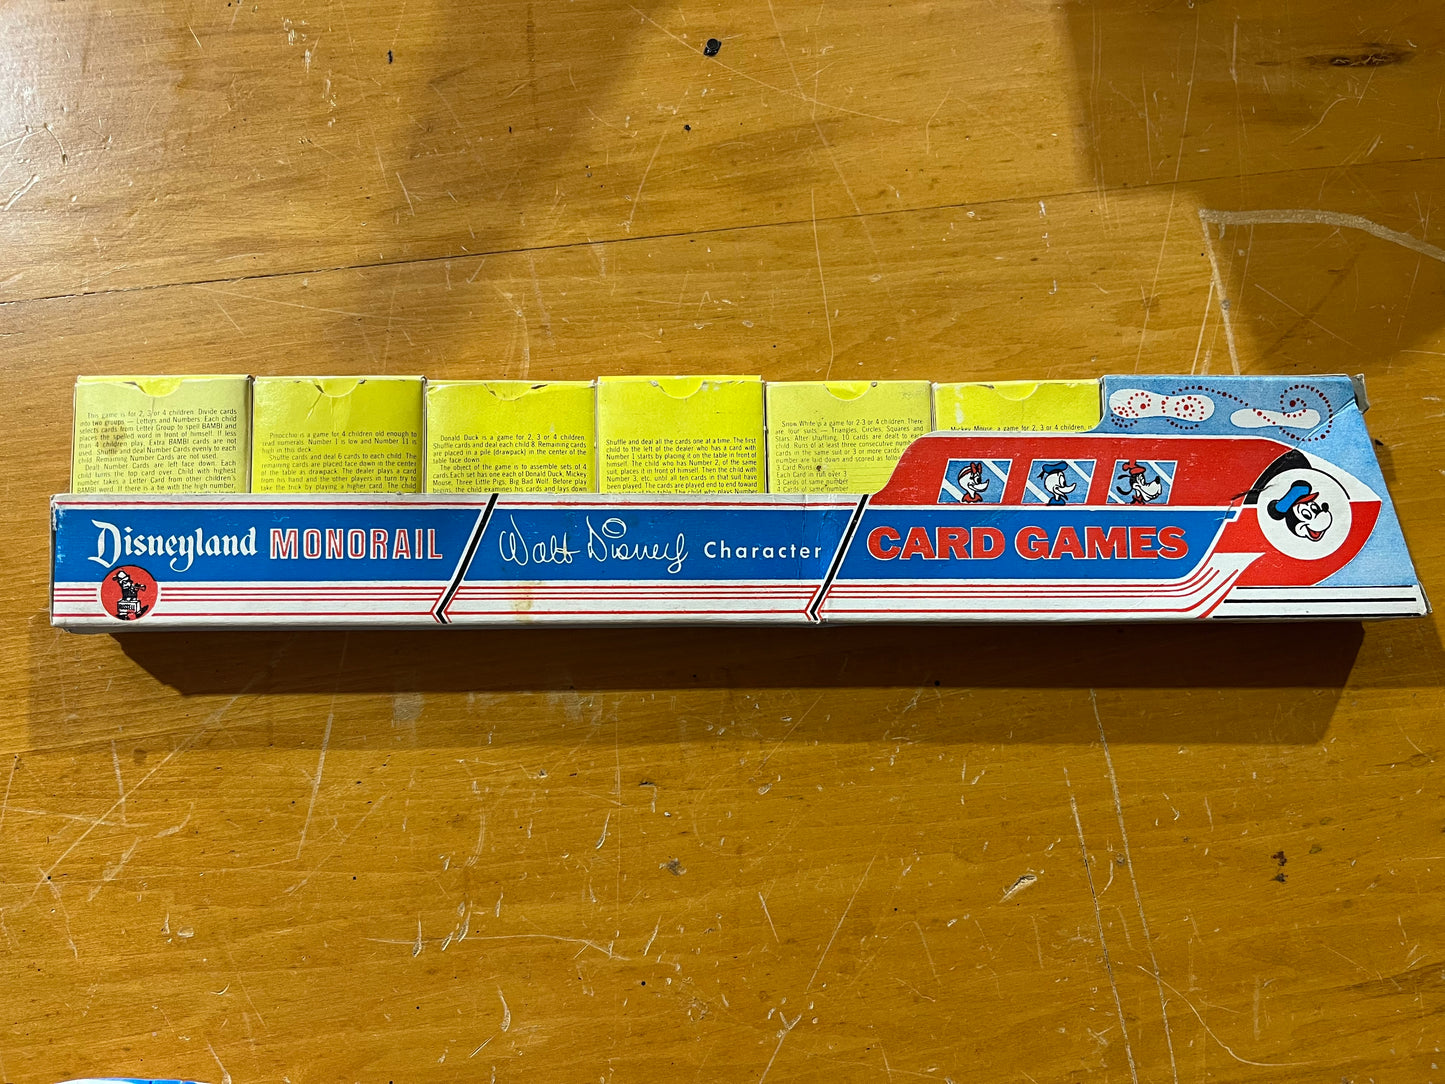 This game is for 2, 3 or 4 children. Divide cards
into two groups — Letters and Numbers. Each child
selects cards from Letter Group to spell BAMBI and
places the spelled word in front of himself. If less
than 4 children play, Extra BAMBI cards are not
used. Shuffle and deal Number Cards evenly to each
child. Remaining Number Cards are not used.
Dealt Number Cards are left face down. Each
child turns the top card over. Child with highest
number takes a Letter Card from other children's
BAMBI word. If there is a tie with the high number,
Pinocchio is a game for 4 children old enough to
read numerals. Number 1 is low and Number 11 is
high in this deck.
Shuffle the cards and deal 6 cards to each child. The
remaining cards are placed face down in the center
of the table as drawpack. The dealer plays a card
from his hand and the other players in turn try to
take the trick by playing a higher card. The child
Donald Duck is a game for 2, 3 or 4 children.
Shuffle cards and deal each child 8. Remaining cards
are placed in a pile (drawpack) in the center of the
table face down.
The object of the game is to assemble sets of 4
cards. Each set has one each of Donald Duck, Mickey
Mouse, Three Little Pigs, Big Bad Wolf. Before play
begins, the child examines his cards and lays down
Shuffle and deal all the cards one at a time. The first
child to the left of the dealer who has a card with
Number 1 starts by placing it on the table in front of
himself. The child who has Number 2, of the same
suit, places it in front of himself. Then the child with
Number 3, etc. until all ten cards in that suit have
been played. The cards are played end to end toward
the center of the table. The child who plays Number
Snow White is a game for 2-3 or 4 children. There
are four suits — Triangles, Circles, Squares and
Stars. After shuffling, 10 cards are dealt to each
child. Runs of at least three consecutive number
cards in the same suit or 3 or more cards
number are laid down and scored as follow
3 Card Runs
Each Card in run over 3
3 Cards of same number
4 Cards of same number
Mickey Mouse, a game for 2, 3 or 4 children, is
Disneyland MONORAIL
Walt Disney Character
CARD GAMES